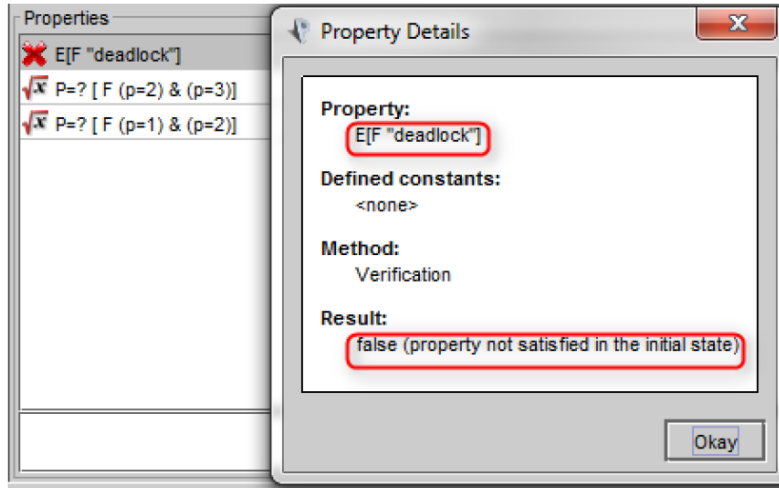 Properties
E[F "deadlock"]
√x P=? [ F (p=2) & (p=3)]
√x P=? [ F (p=1) & (p=2)]
Property Details
x
Property:
E[F "deadlock"]
Defined constants:
<none>
Method:
Verification
Result:
false (property not satisfied in the initial state)
Okay